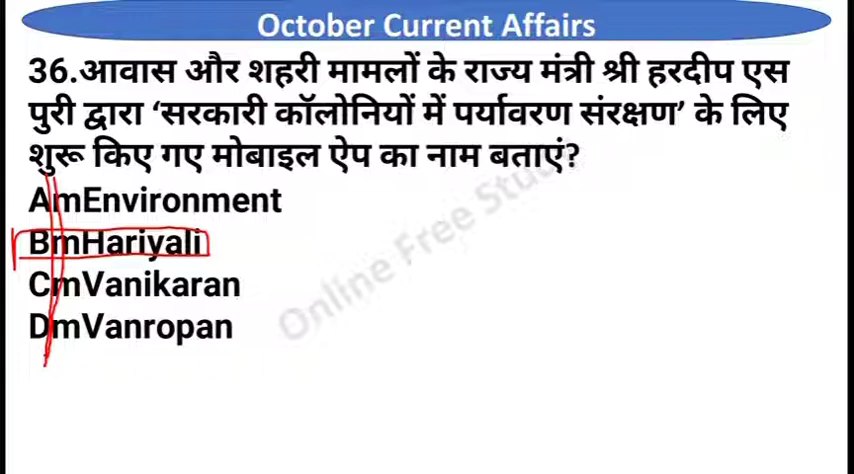 October Current Affairs
36.आवास और शहरी मामलों के राज्य मंत्री श्री हरदीप एस
पुरी द्वारा ‘सरकारी कॉलोनियों में पर्यावरण संरक्षण’ के लिए
शुरू किए गए मोबाइल ऐप का नाम बताएं?
AmEnvironment
BmHariyali
CmVanikaran
DmVanropan
Online Free Stu